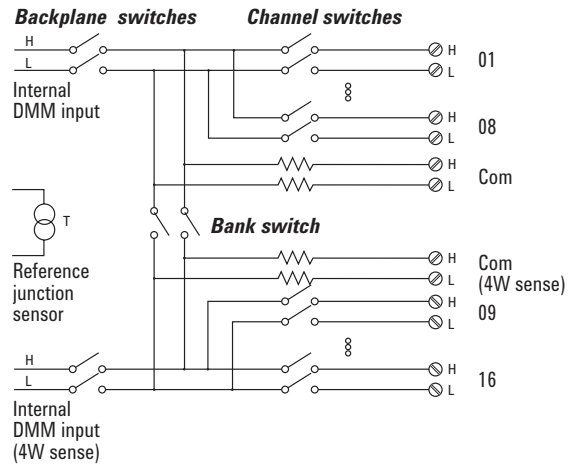 Backplane switches
Channel switches
H
L
Internal
DMM input
H
L
01
H
L
08
H
L
Com
T
Reference
junction
sensor
Bank switch
H
L
Com
(4W sense)
H
L
09
H
L
Internal
DMM input
(4W sense)
H
L
16